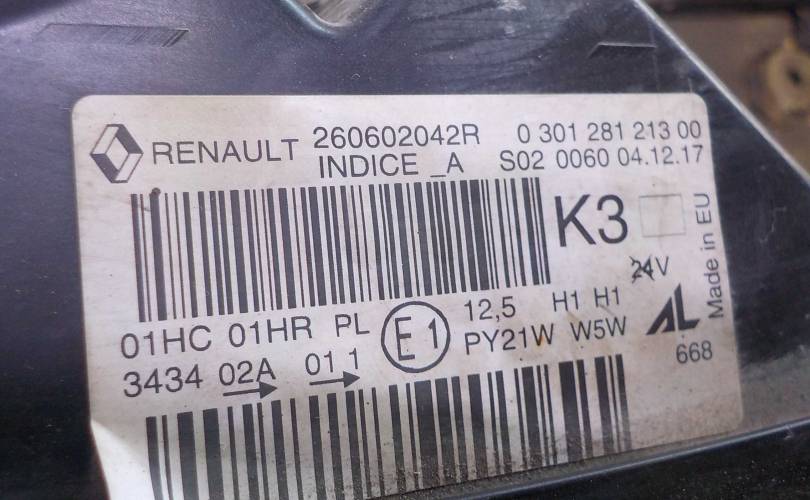 RENAULT 260602042R 0 301 281 213 00
INDICE _A S02 0060 04.12.17
K3
Made in EU
24V
01HC 01HR PL E1 12,5 H1 H1
3434 02A 01 1 PY21W W5W
AL
668